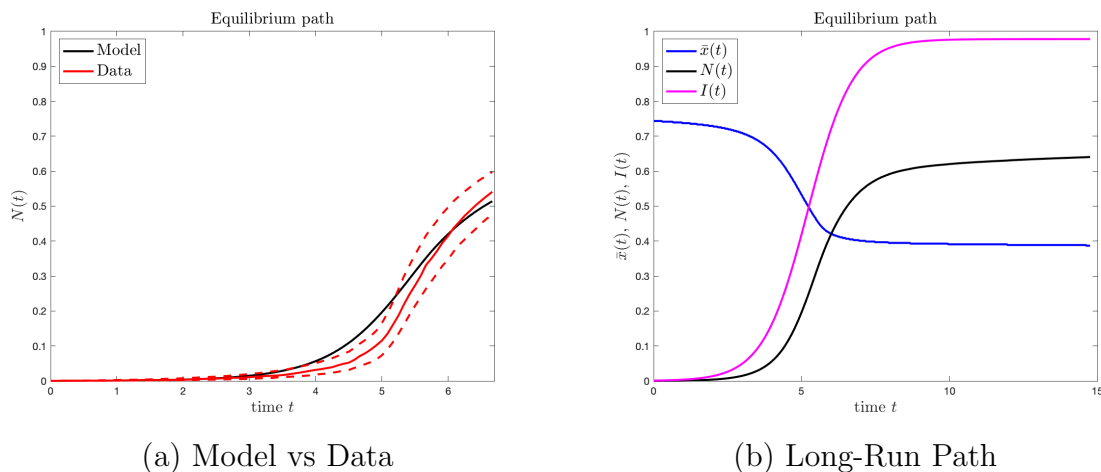 Equilibrium path
1
0.9
0.8
0.7
0.6
0.5
0.4
0.3
0.2
0.1
0
N(t)
Model
Data
0 1 2 3 4 5 6
time t
(a) Model vs Data
Equilibrium path
1
0.9
0.8
0.7
0.6
0.5
0.4
0.3
0.2
0.1
0
x̄(t), N(t), I(t)
x̄(t)
N(t)
I(t)
0 5 10 15
time t
(b) Long-Run Path